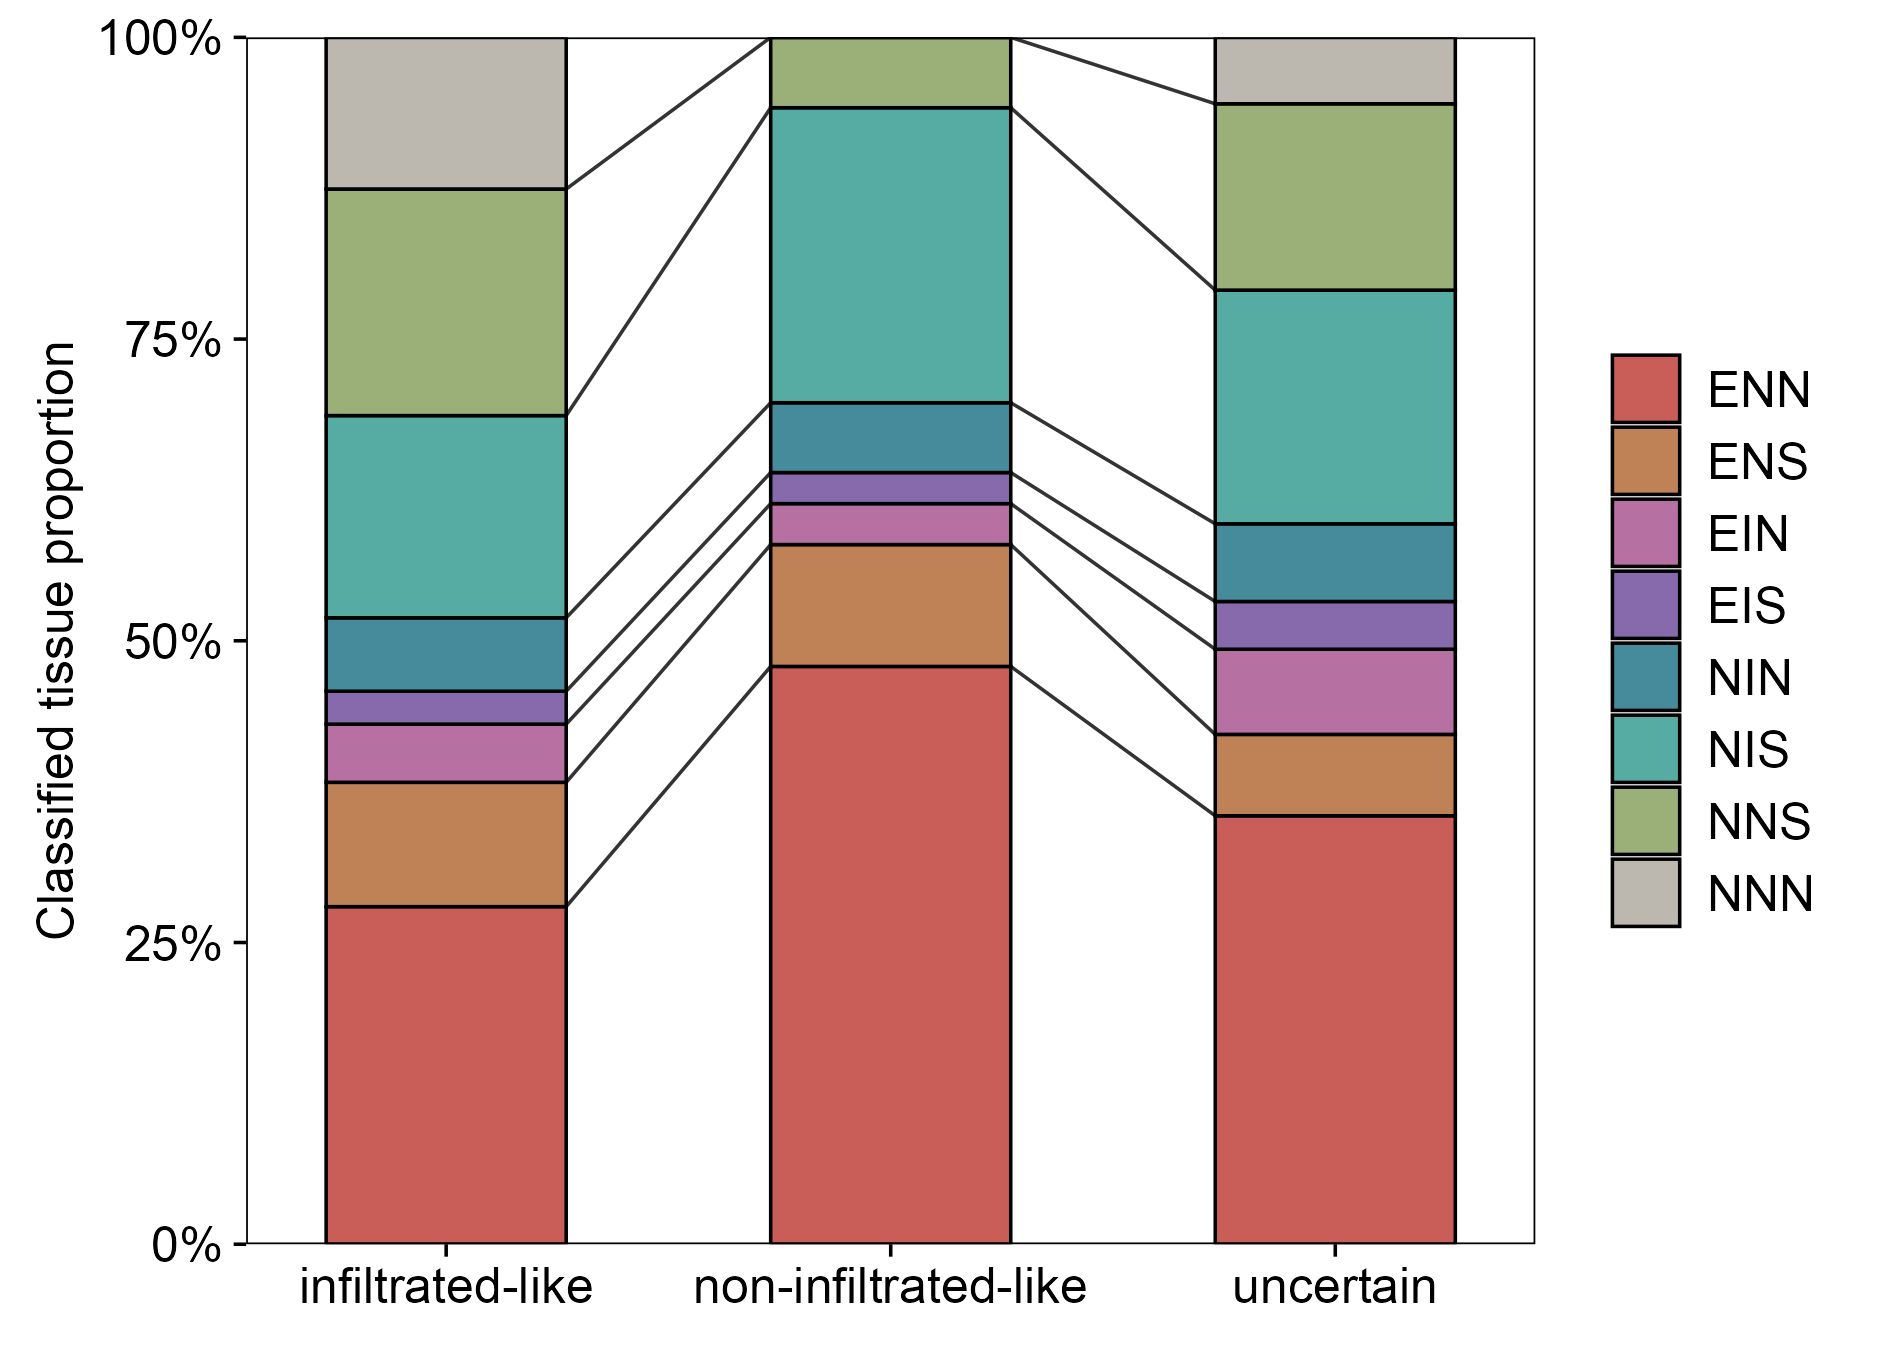 Classified tissue proportion
100%
75%
50%
25%
0%
infiltrated-like
non-infiltrated-like
uncertain
ENN
ENS
EIN
EIS
NIN
NIS
NNS
NNN